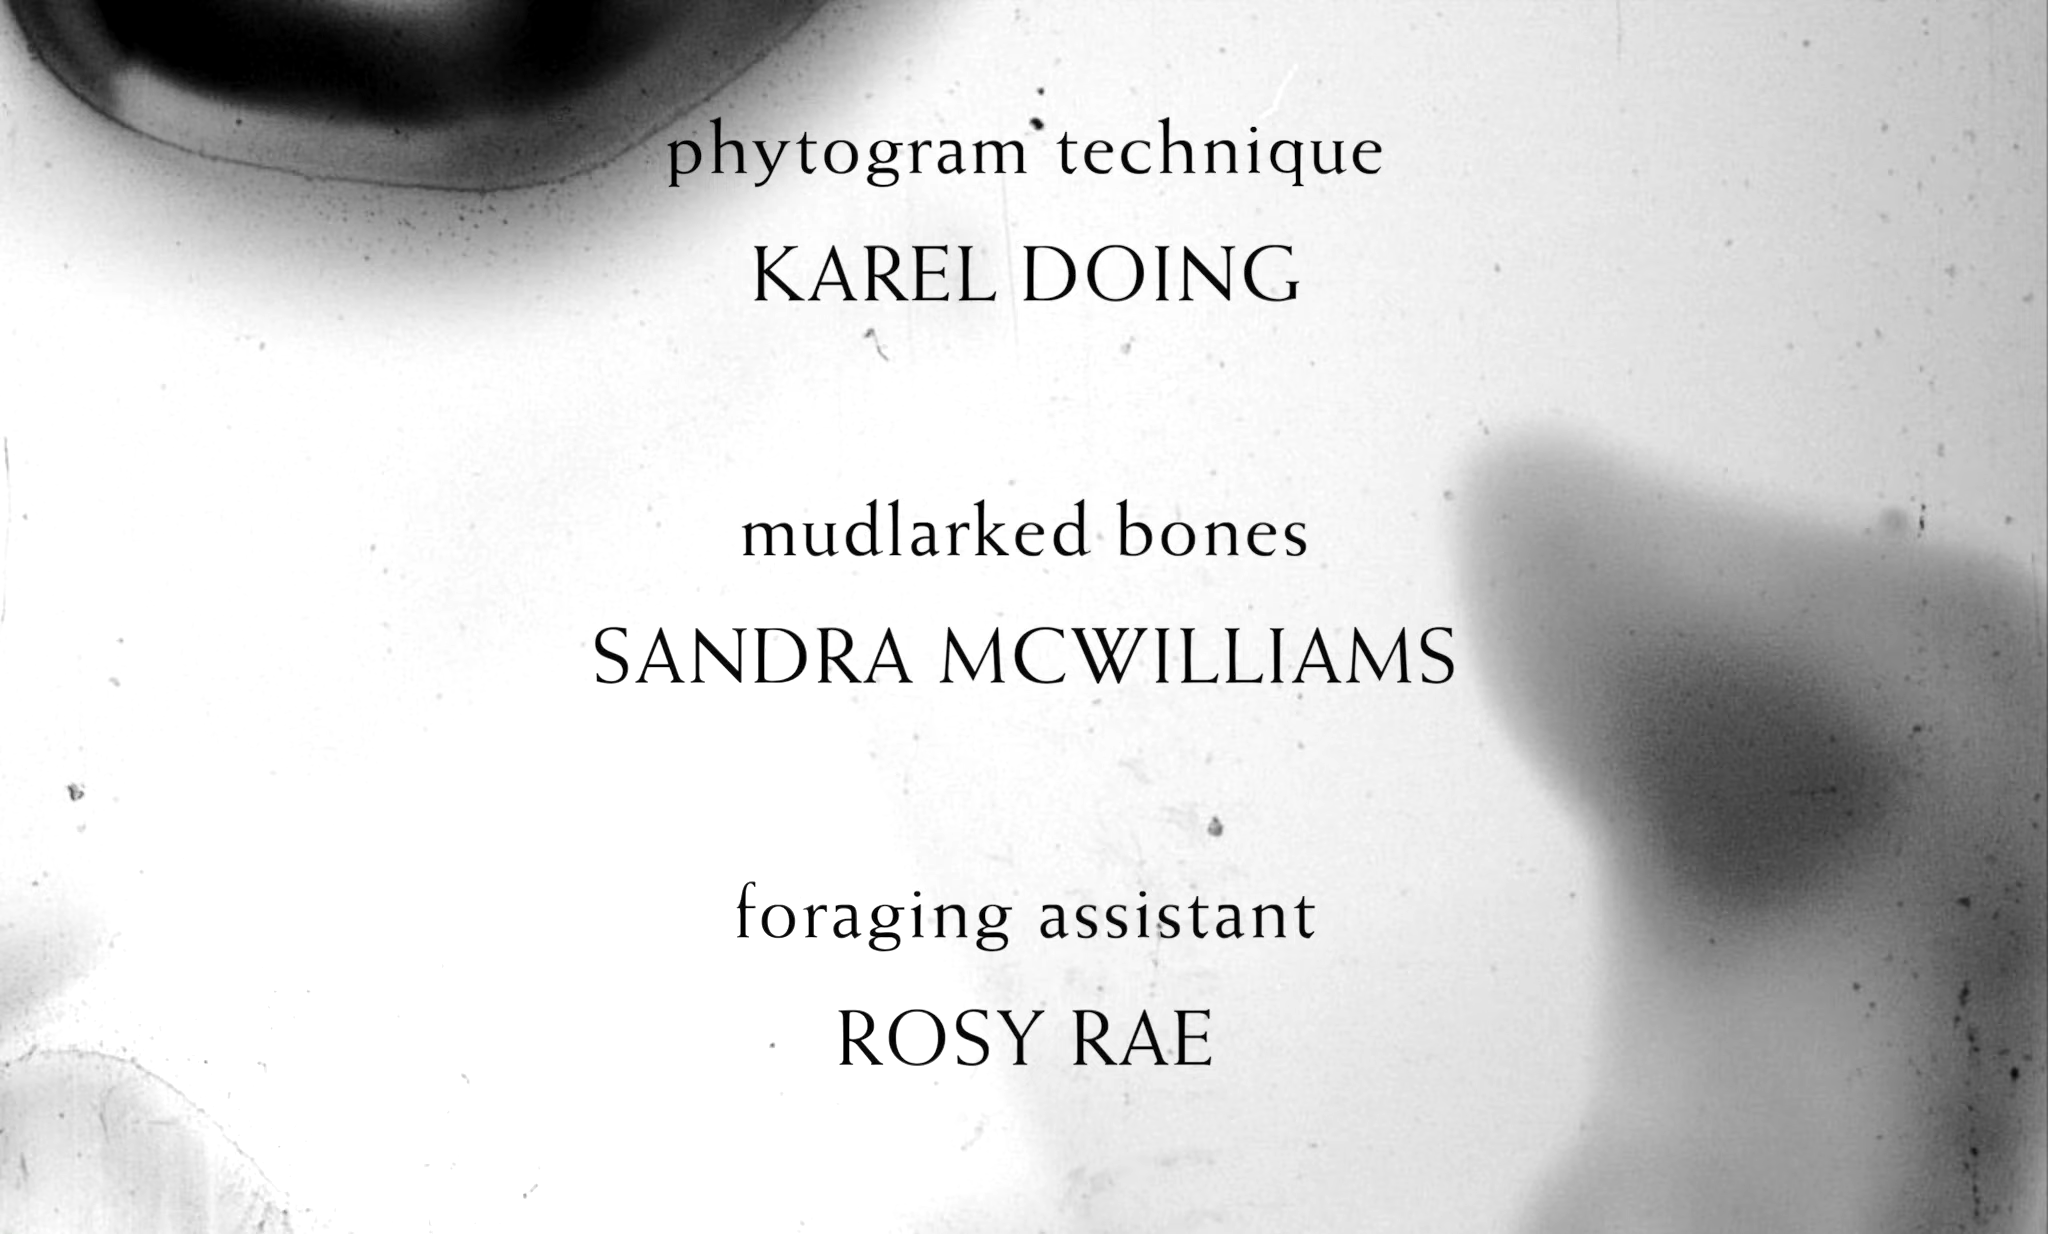 phytogram technique
KAREL DOING
mudlarked bones
SANDRA MCWILLIAMS
foraging assistant
ROSY RAE